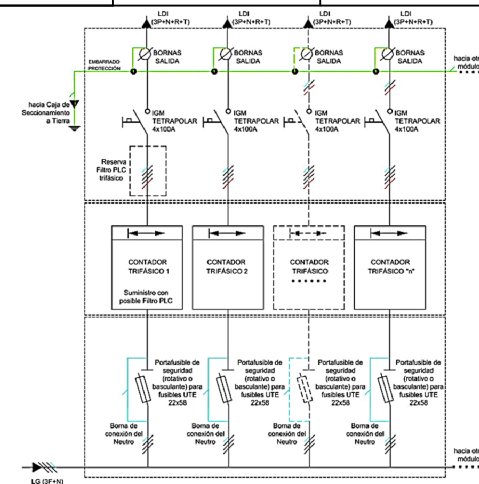 LDI
(3P+N+R+T)
LDI
(3P+N+R+T)
LDI
(3P+N+R+T)
LDI
(3P+N+R+T)
BORNAS
SALIDA
BORNAS
SALIDA
BORNAS
SALIDA
BORNAS
SALIDA
EMBARRADO
PROTECCIÓN
hacia otro
módulo
hacia Caja de
Seccionamiento
a Tierra
IGM
TETRAPOLAR
4x100A
IGM
TETRAPOLAR
4x100A
IGM
TETRAPOLAR
4x100A
IGM
TETRAPOLAR
4x100A
Reserva
Filtro PLC
trifásico
CONTADOR
TRIFÁSICO 1
Suministro con
posible Filtro PLC
CONTADOR
TRIFÁSICO 2
CONTADOR
TRIFÁSICO
CONTADOR
TRIFÁSICO "n"
Portafusible de
seguridad
(rotativo o
basculante) para
fusibles UTE
22x58
Portafusible de
seguridad
(rotativo o
basculante) para
fusibles UTE
22x58
Portafusible de
seguridad
(rotativo o
basculante) para
fusibles UTE
22x58
Portafusible de
seguridad
(rotativo o
basculante) para
fusibles UTE
22x58
Borna de
conexión del
Neutro
Borna de
conexión del
Neutro
Borna de
conexión del
Neutro
Borna de
conexión del
Neutro
hacia otro
módulo
LG (3F+N)